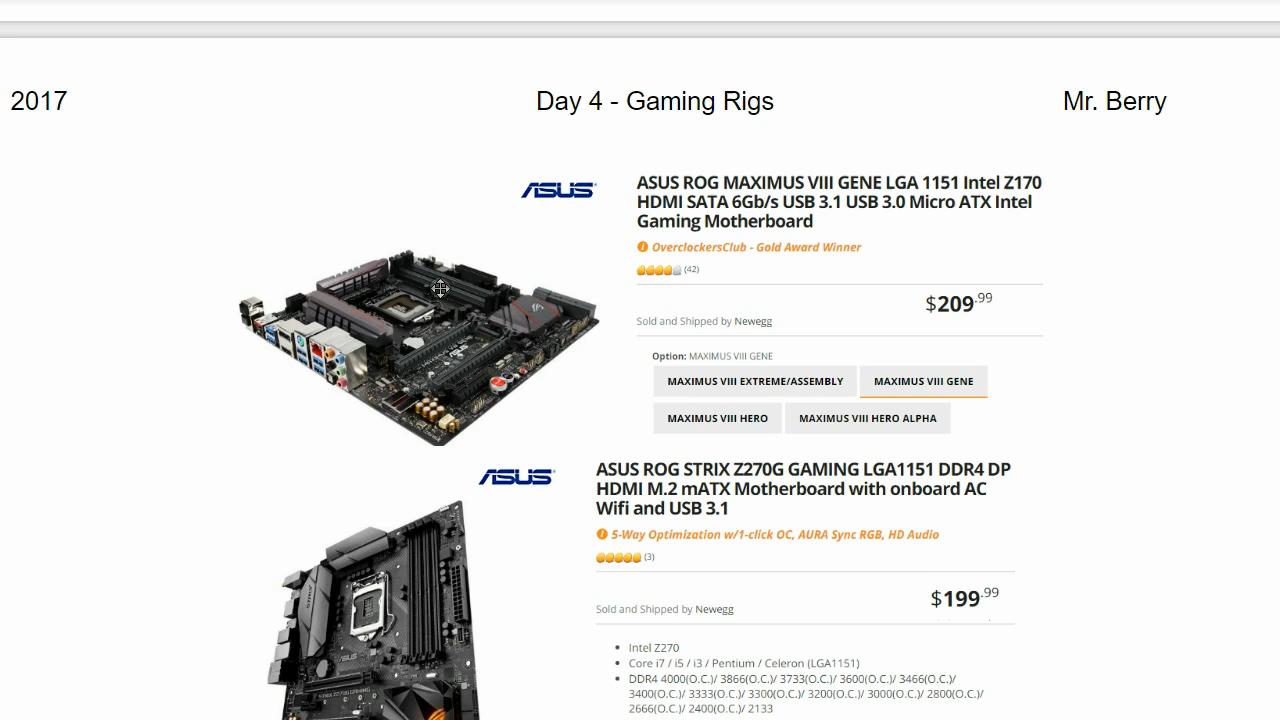 2017 Day 4 - Gaming Rigs Mr. Berry
ASUS
ASUS ROG MAXIMUS VIII GENE LGA 1151 Intel Z170
HDMI SATA 6Gb/s USB 3.1 USB 3.0 Micro ATX Intel
Gaming Motherboard
OverclockersClub - Gold Award Winner
(42)
$209.99
Sold and Shipped by Newegg
Option: MAXIMUS VIII GENE
MAXIMUS VIII EXTREME/ASSEMBLY MAXIMUS VIII GENE
MAXIMUS VIII HERO MAXIMUS VIII HERO ALPHA
ASUS
ASUS ROG STRIX Z270G GAMING LGA1151 DDR4 DP
HDMI M.2 mATX Motherboard with onboard AC
Wifi and USB 3.1
5-Way Optimization w/1-click OC, AURA Sync RGB, HD Audio
(3)
$199.99
Sold and Shipped by Newegg
• Intel Z270
• Core i7 / i5 / i3 / Pentium / Celeron (LGA1151)
• DDR4 4000(O.C.)/ 3866(O.C.)/ 3733(O.C.)/ 3600(O.C.)/ 3466(O.C.)/
3400(O.C.)/ 3333(O.C.)/ 3300(O.C.)/ 3200(O.C.)/ 3000(O.C.)/ 2800(O.C.)/
2666(O.C.)/ 2400(O.C.)/ 2133
ASUS
STRIX Z270G GAMING